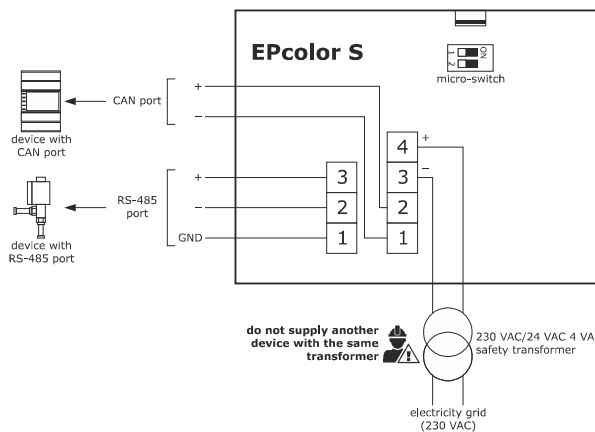 EPcolor S
ON
1
2
micro-switch
CAN port
+
−
device with
CAN port
4
+
3
−
2
1
RS-485
port
+
−
GND
3
2
1
device with
RS-485 port
do not supply another
device with the same
transformer
230 VAC/24 VAC 4 VA
safety transformer
electricity grid
(230 VAC)